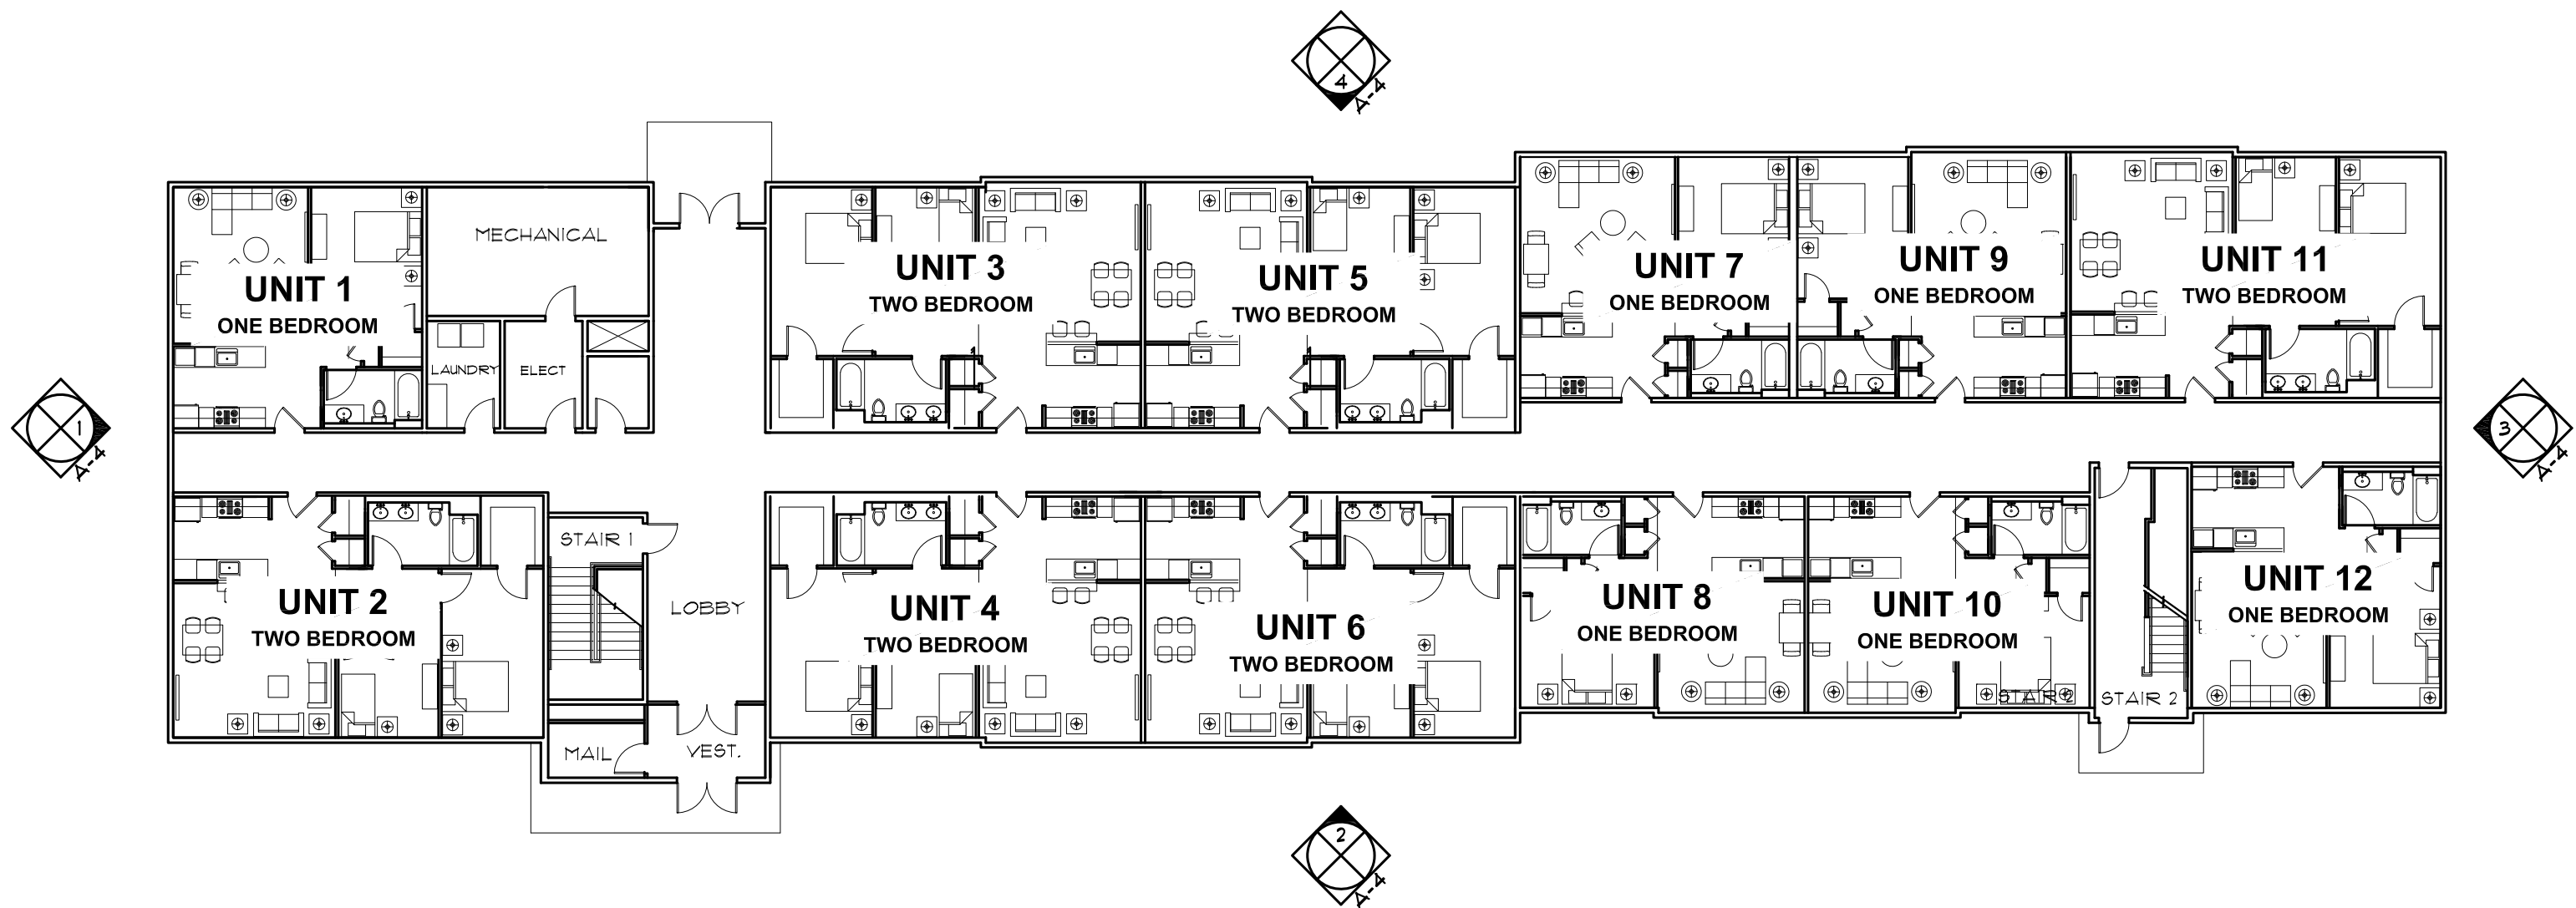 4
A-4
MECHANICAL
UNIT 1
ONE BEDROOM
LAUNDRY
ELECT
UNIT 3
TWO BEDROOM
UNIT 5
TWO BEDROOM
UNIT 7
ONE BEDROOM
UNIT 9
ONE BEDROOM
UNIT 11
TWO BEDROOM
1
A-4
3
A-4
STAIR 1
UNIT 2
TWO BEDROOM
LOBBY
UNIT 4
TWO BEDROOM
UNIT 6
TWO BEDROOM
UNIT 8
ONE BEDROOM
UNIT 10
ONE BEDROOM
UNIT 12
ONE BEDROOM
STAIR 2
STAIR 2
MAIL
VEST.
2
A-4